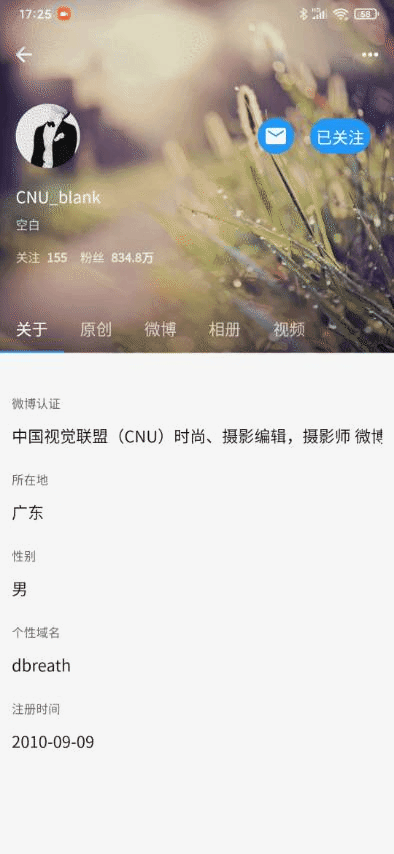 17:25
HD
58
已关注
CNU_blank
空白
关注 155 粉丝 834.8万
关于 原创 微博 相册 视频
微博认证
中国视觉联盟（CNU）时尚、摄影编辑，摄影师 微博
所在地
广东
性别
男
个性域名
dbreath
注册时间
2010-09-09